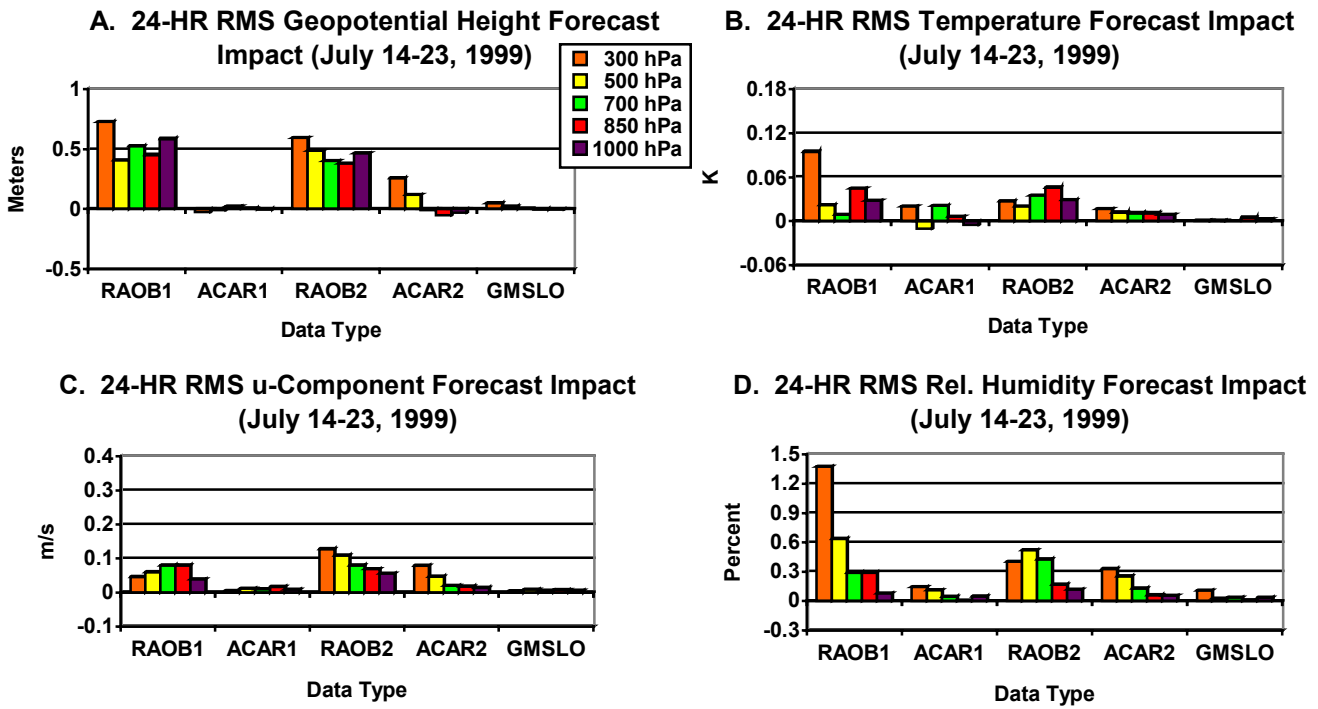 A. 24-HR RMS Geopotential Height Forecast
Impact (July 14-23, 1999)
300 hPa
500 hPa
700 hPa
850 hPa
1000 hPa
1
0.5
0
-0.5
Meters
RAOB1 ACAR1 RAOB2 ACAR2 GMSLO
Data Type
B. 24-HR RMS Temperature Forecast Impact
(July 14-23, 1999)
0.18
0.12
0.06
0
-0.06
K
RAOB1 ACAR1 RAOB2 ACAR2 GMSLO
Data Type
C. 24-HR RMS u-Component Forecast Impact
(July 14-23, 1999)
0.4
0.3
0.2
0.1
0
-0.1
m/s
RAOB1 ACAR1 RAOB2 ACAR2 GMSLO
Data Type
D. 24-HR RMS Rel. Humidity Forecast Impact
(July 14-23, 1999)
1.5
1.2
0.9
0.6
0.3
0
-0.3
Percent
RAOB1 ACAR1 RAOB2 ACAR2 GMSLO
Data Type